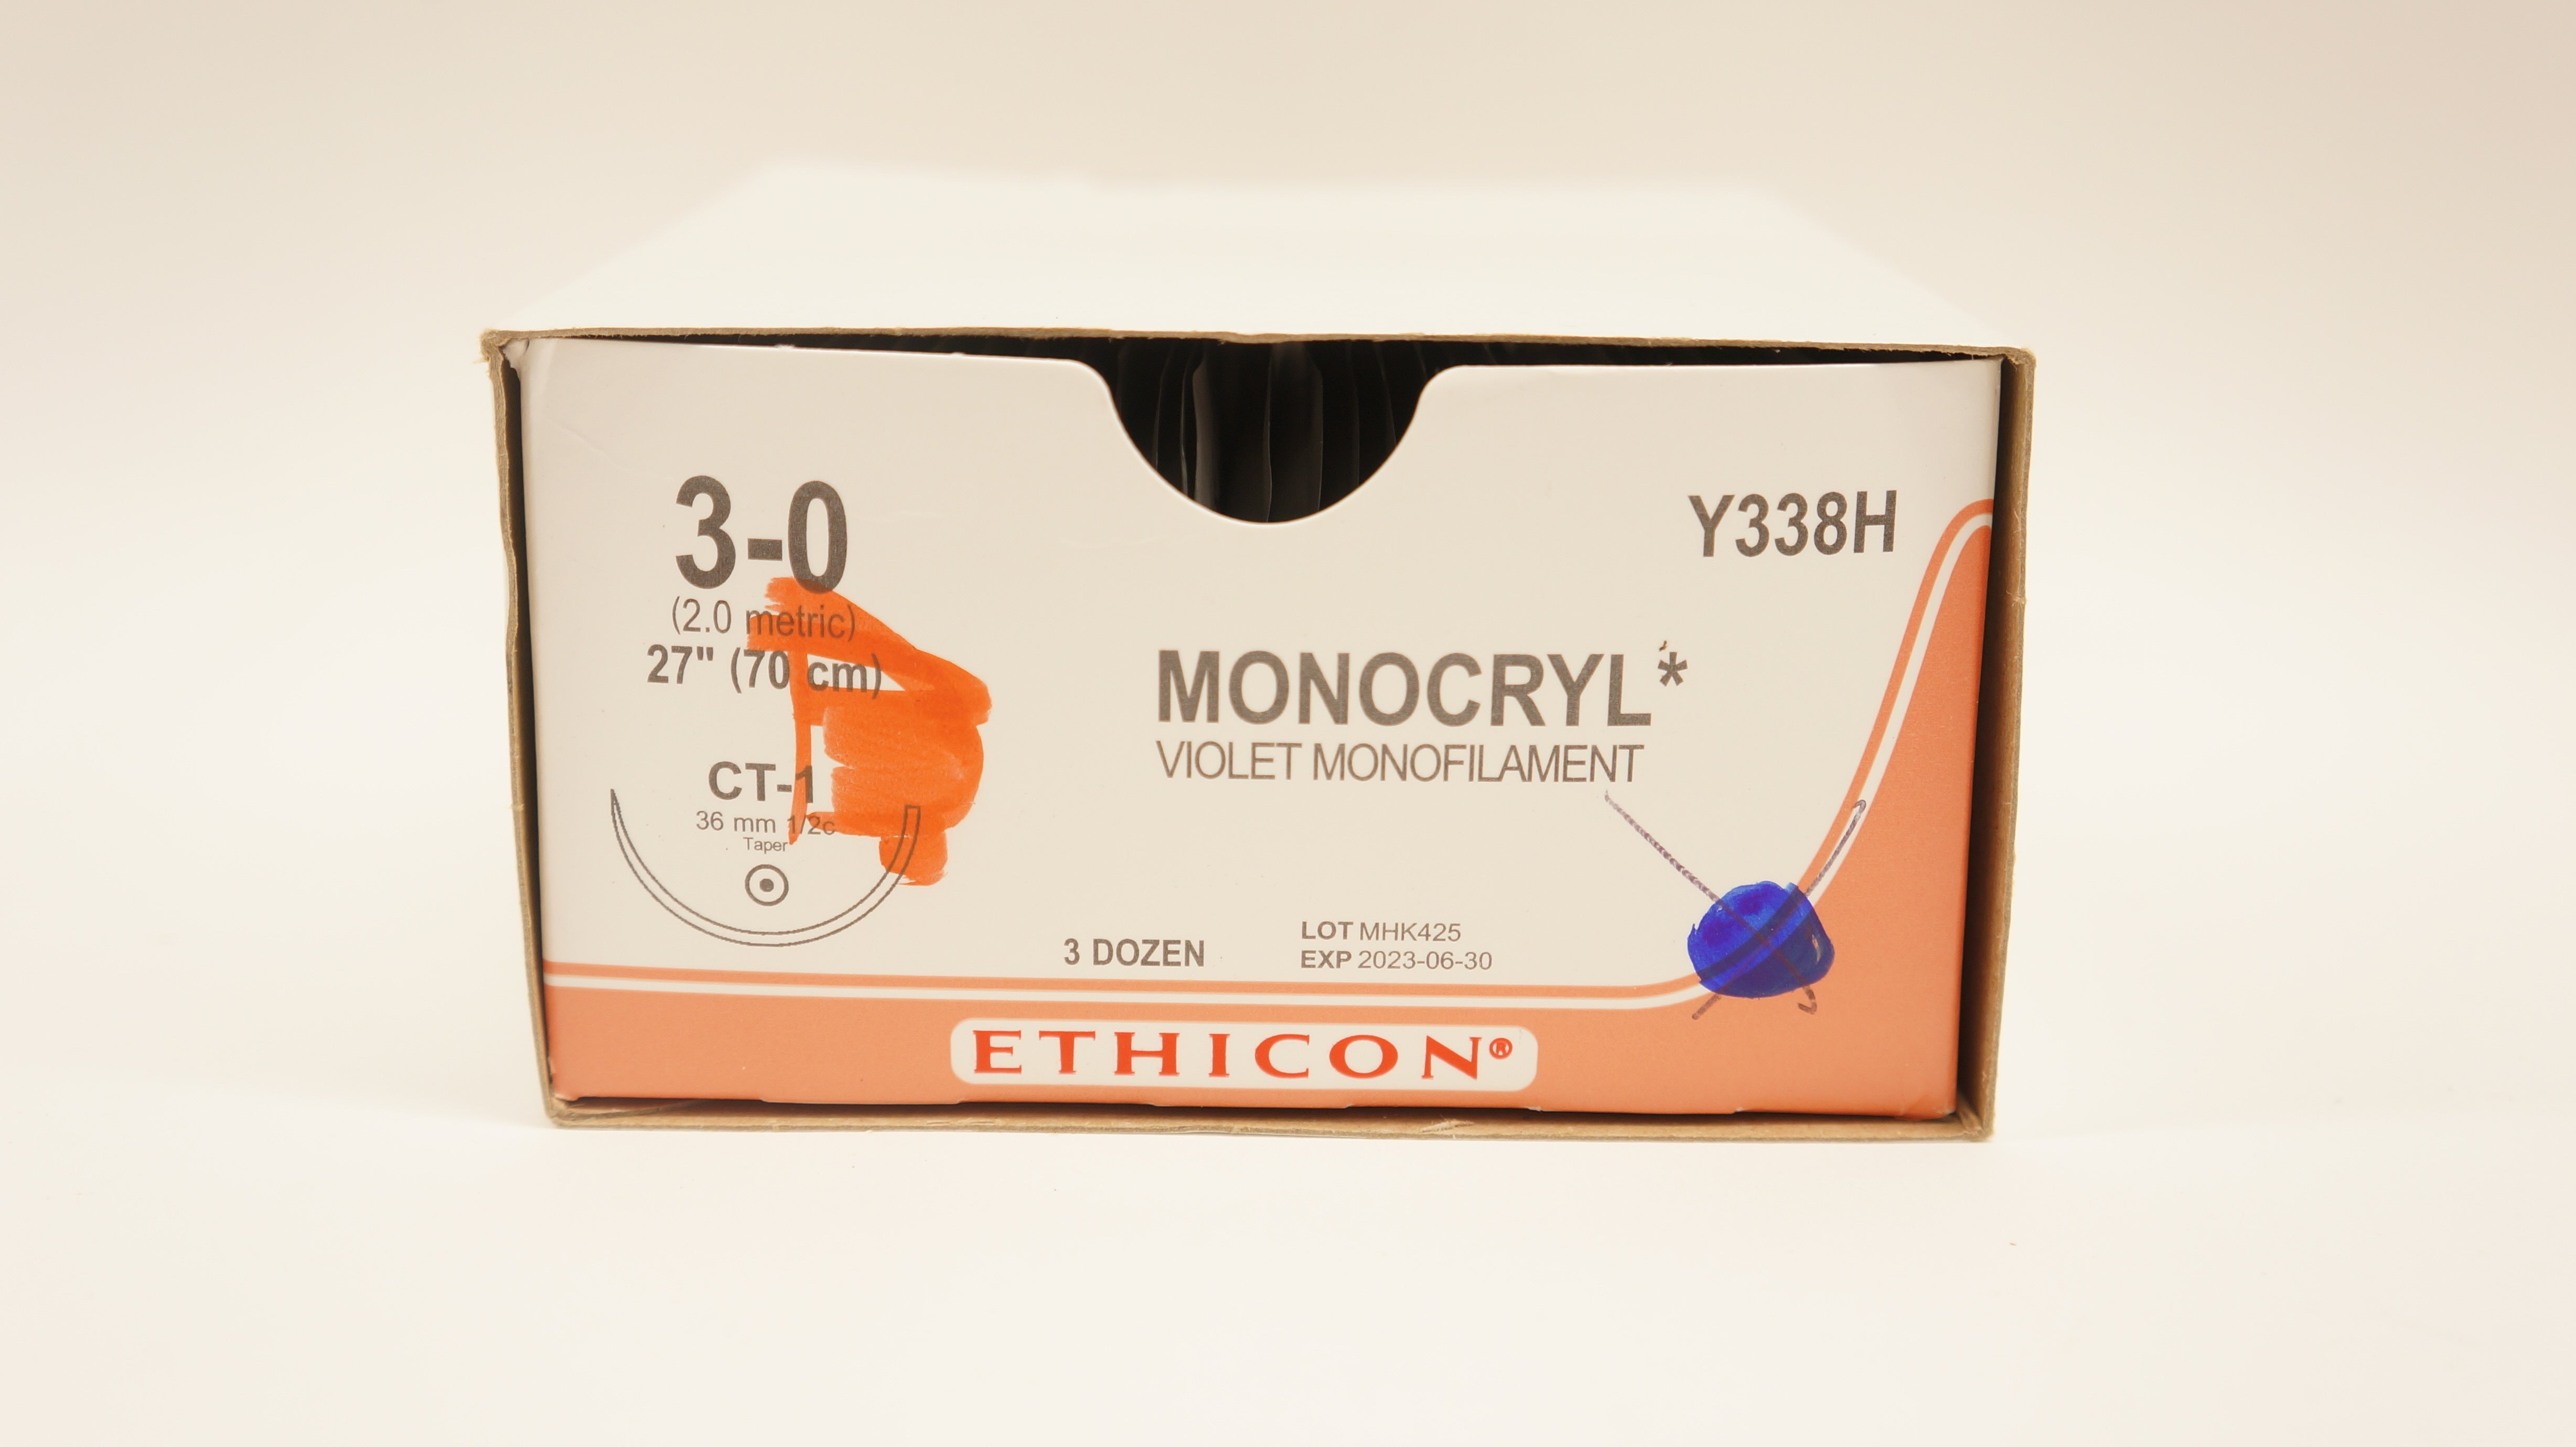 3-0
(2.0 metric)
27" (70 cm)
CT-1
36 mm 1/2c
Taper
Y338H
MONOCRYL*
VIOLET MONOFILAMENT
3 DOZEN
LOT MHK425
EXP 2023-06-30
ETHICON®